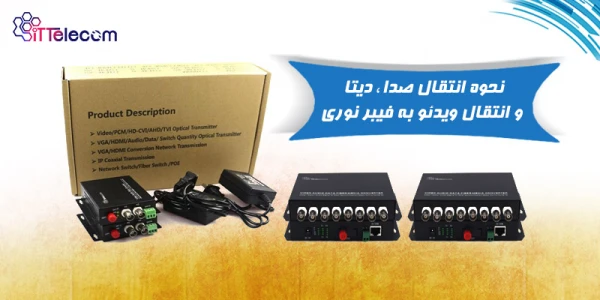 iTTelecom
نحوه انتقال صدا، دیتا
و انتقال ویدئو به فیبر نوری
Product Description
Video/PCM/HD-CVI/AHD/TVI Optical Transmitter
VGA/HDMI/Audio/Data/ Switch Quantity Optical Transmitter
VGA/HDMI Conversion Network Transmission
IP Coaxial Transmission
Network Switch/Fiber Switch /POE